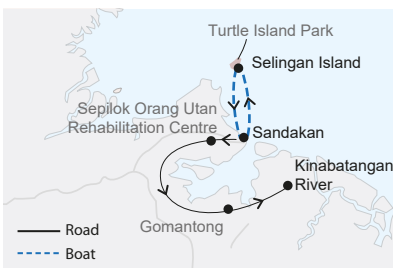 Turtle Island Park
Selingan Island
Sepilok Orang Utan
Rehabilitation Centre
Sandakan
Kinabatangan
River
Gomantong
Road
Boat